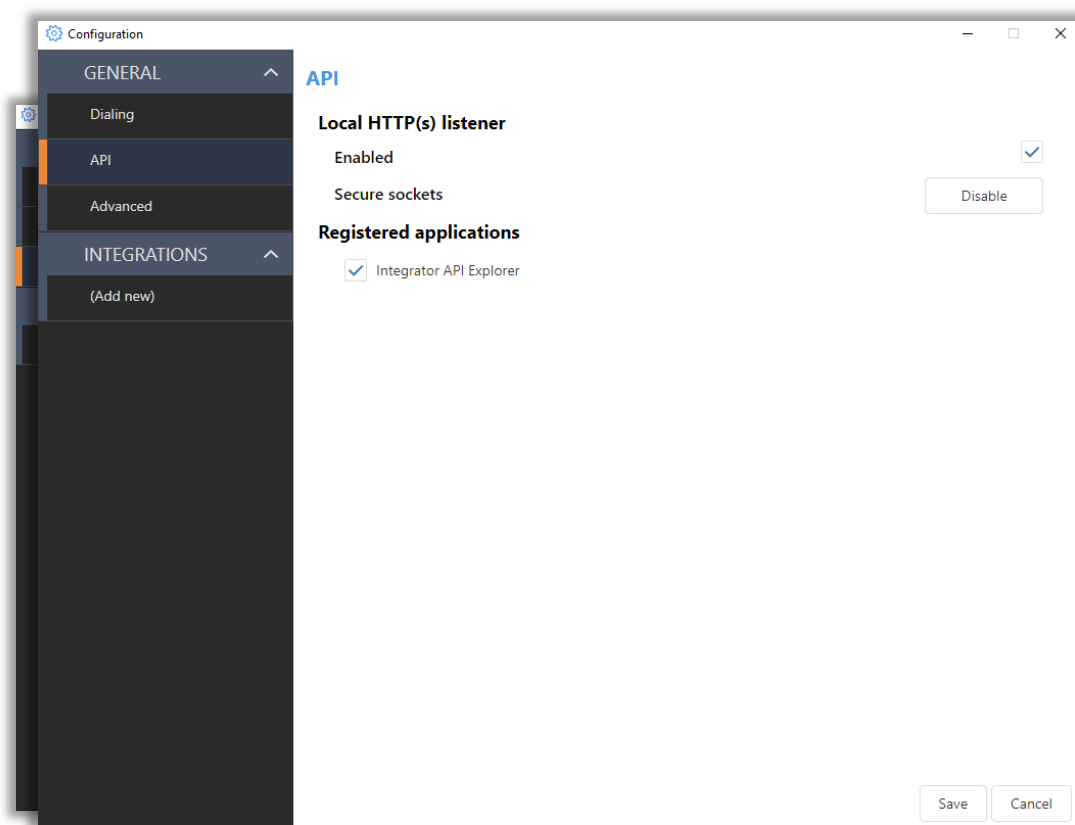 Configuration
GENERAL
Dialing
API
Advanced
INTEGRATIONS
(Add new)
API
Local HTTP(s) listener
Enabled
Secure sockets
Disable
Registered applications
Integrator API Explorer
Save
Cancel